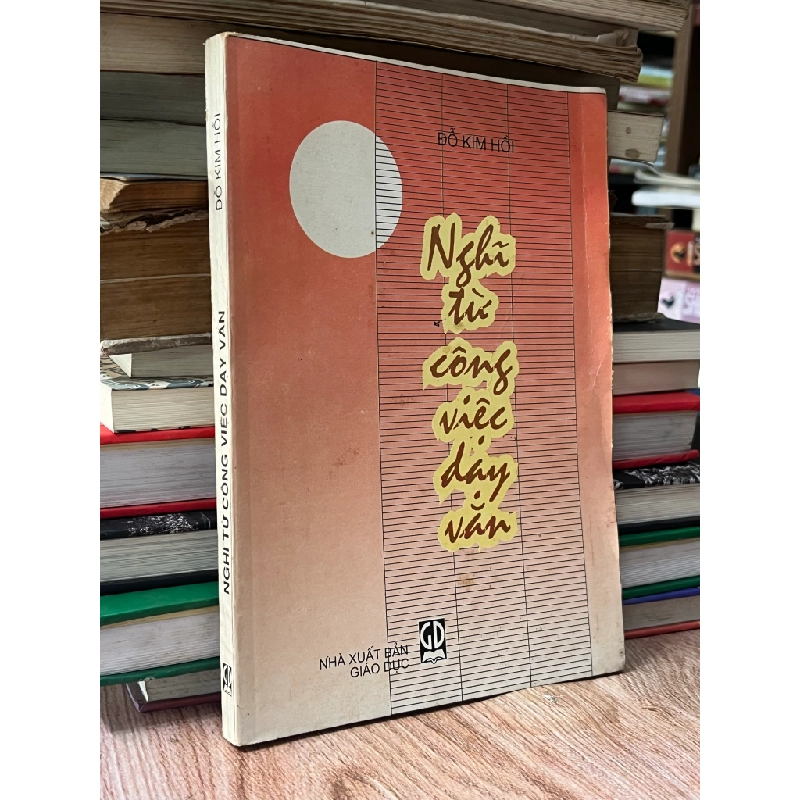 ĐỖ KIM HỒI
Nghĩ
từ
công
việc
dạy
văn
NHÀ XUẤT BẢN
GIÁO DỤC
GD
ĐỖ KIM HỒI
NGHĨ TỪ CÔNG VIỆC DẠY VĂN